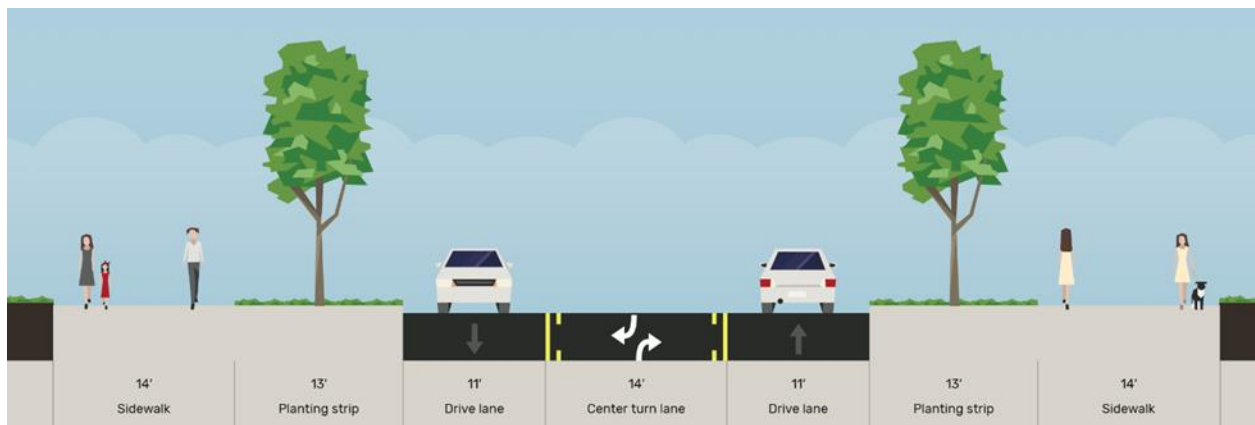 14'
Sidewalk
13'
Planting strip
11'
Drive lane
14'
Center turn lane
11'
Drive lane
13'
Planting strip
14'
Sidewalk